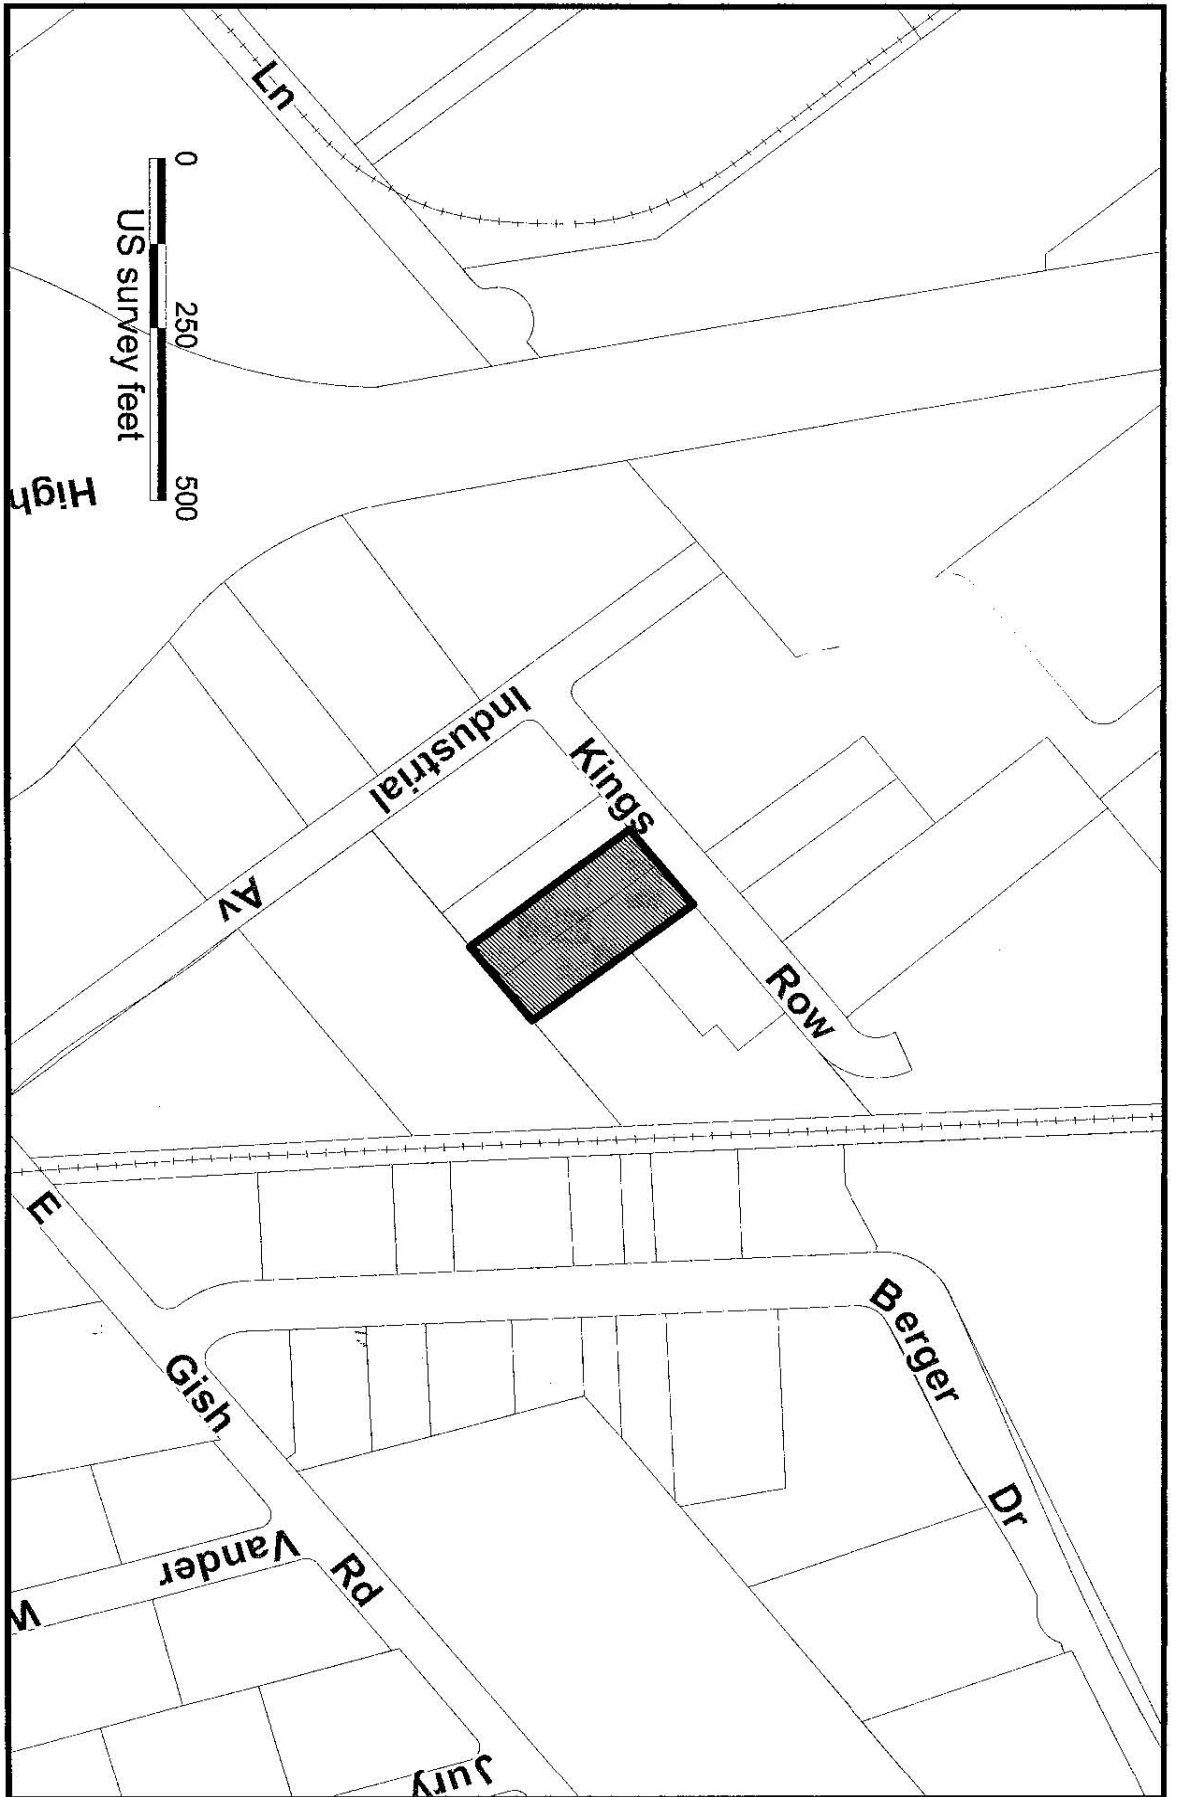 Ln
0 250 500
US survey feet
High
Industrial
Av
Kings
Row
E
Gish
Rd
Berger
Dr
Vander
W
Jury